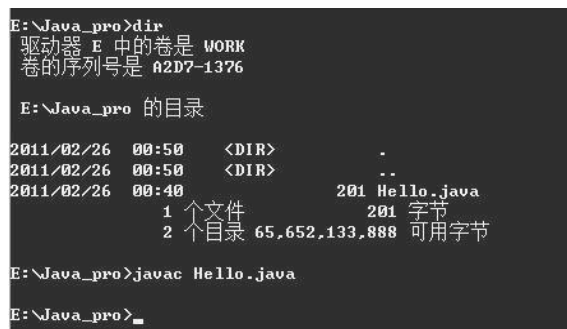 E:\Java_pro>dir
驱动器 E 中的卷是 WORK
卷的序列号是 A2D7-1376
E:\Java_pro 的目录
2011/02/26 00:50 <DIR> .
2011/02/26 00:50 <DIR> ..
2011/02/26 00:40 201 Hello.java
1 个文件 201 字节
2 个目录 65,652,133,888 可用字节
E:\Java_pro>javac Hello.java
E:\Java_pro>_